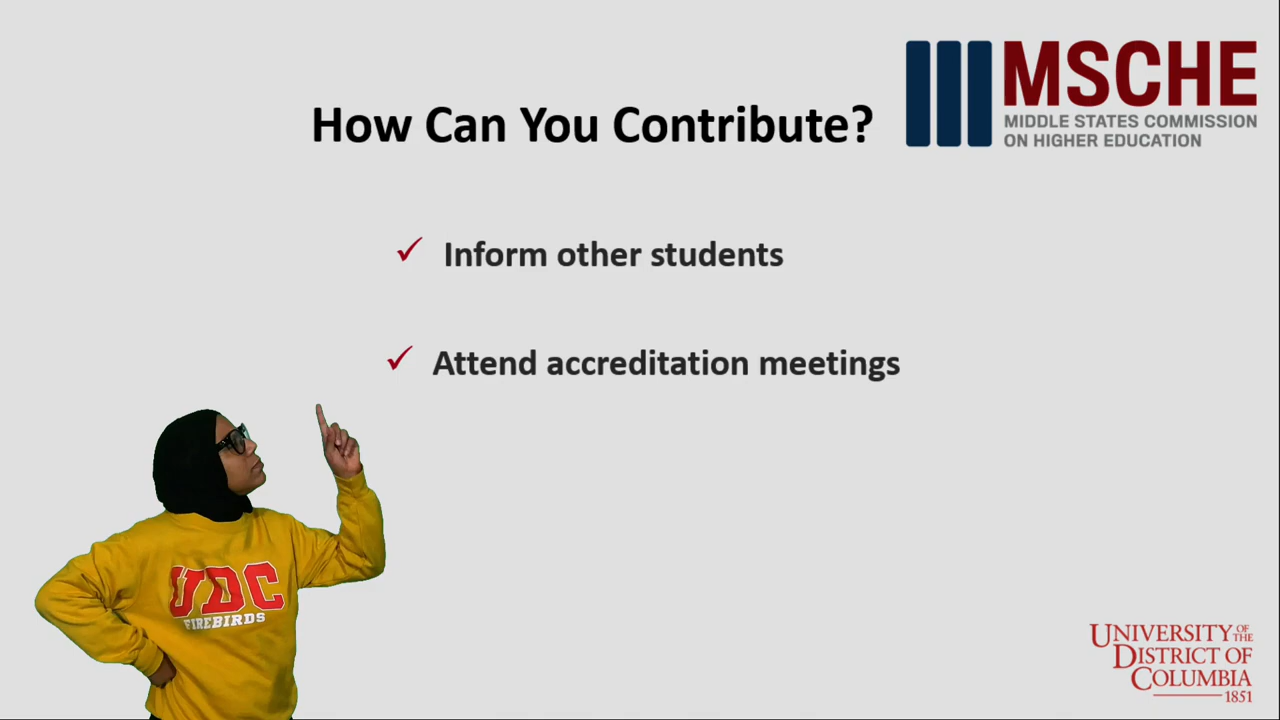 How Can You Contribute?
MSCHE
MIDDLE STATES COMMISSION
ON HIGHER EDUCATION
✓ Inform other students
✓ Attend accreditation meetings
UDC
FIREBIRDS
UNIVERSITY OF THE
DISTRICT OF
COLUMBIA
1851